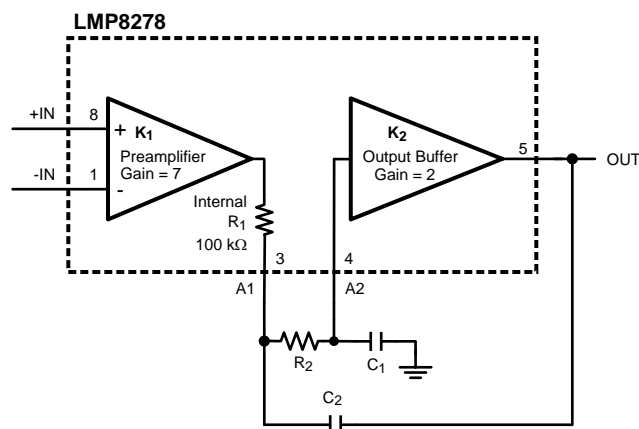 LMP8278
+IN
8
+
K1
Preamplifier
Gain = 7
-IN
1
-
Internal
R1
100 kΩ
3
A1
K2
Output Buffer
Gain = 2
5
OUT
4
A2
R2
C1
C2